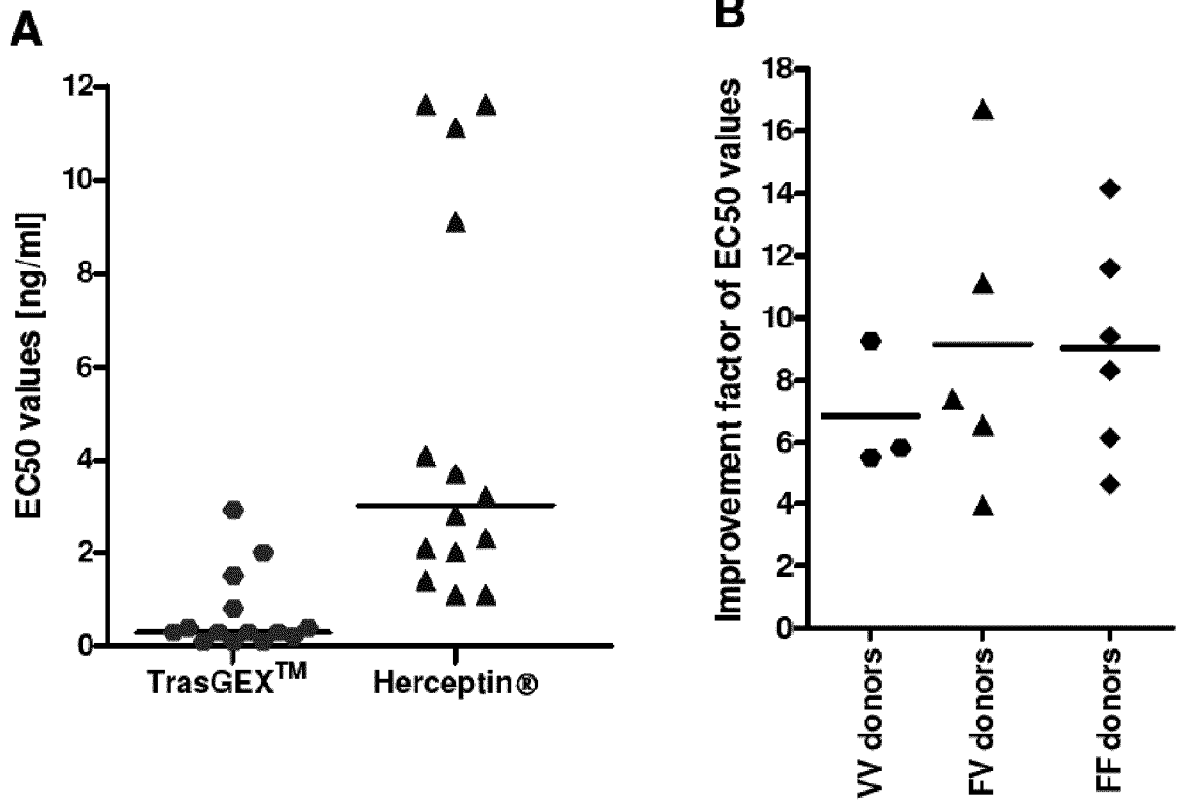 A
EC50 values [ng/ml]
12
10
8
6
4
2
0
TrasGEX™
Herceptin®
B
Improvement factor of EC50 values
18
16
14
12
10
8
6
4
2
0
VV donors
FV donors
FF donors